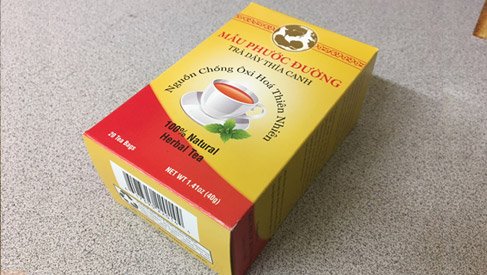 MẪU PHƯỚC DƯỜNG
TRÀ DÂY THÌA CANH
Nguồn Chống Ôxi Hoá Thiên Nhiên
100% Natural
Herbal Tea
20 Tea Bags
NET WT 1.41oz (40g)